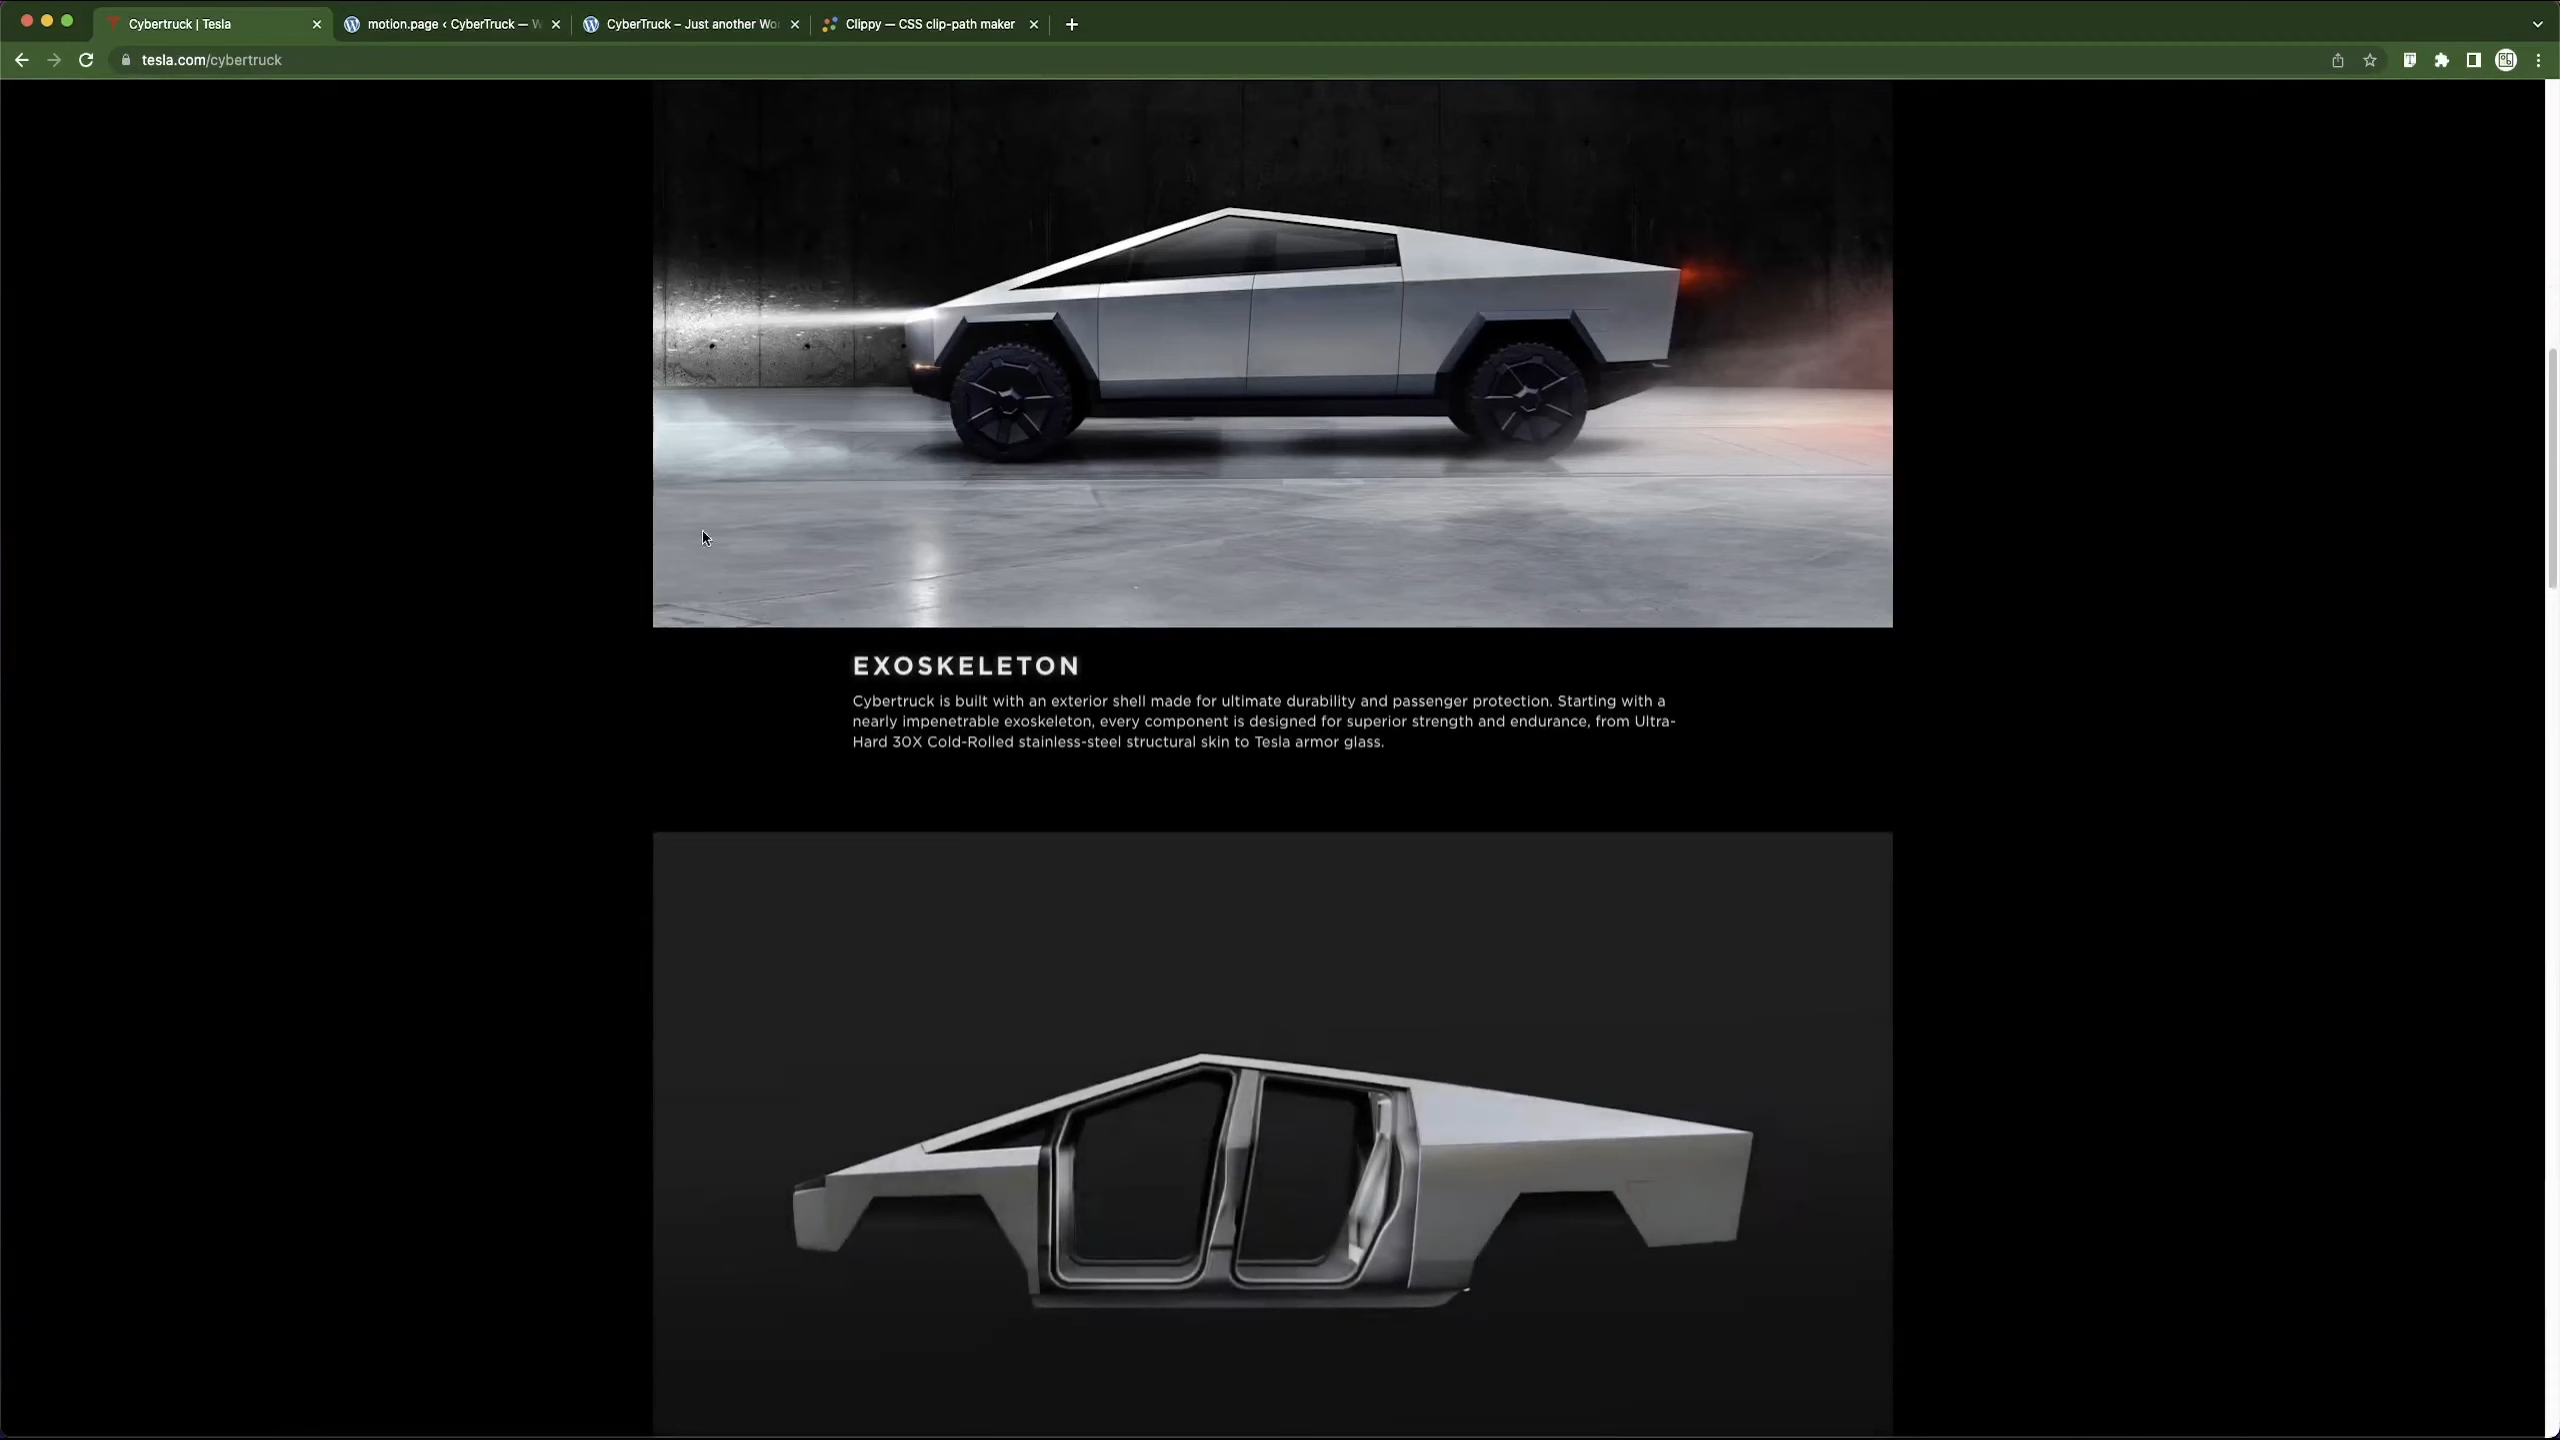 Cybertruck | Tesla
motion.page ‹ CyberTruck — W
CyberTruck – Just another Wo
Clippy — CSS clip-path maker
tesla.com/cybertruck
EXOSKELETON
Cybertruck is built with an exterior shell made for ultimate durability and passenger protection. Starting with a
nearly impenetrable exoskeleton, every component is designed for superior strength and endurance, from Ultra-
Hard 30X Cold-Rolled stainless-steel structural skin to Tesla armor glass.